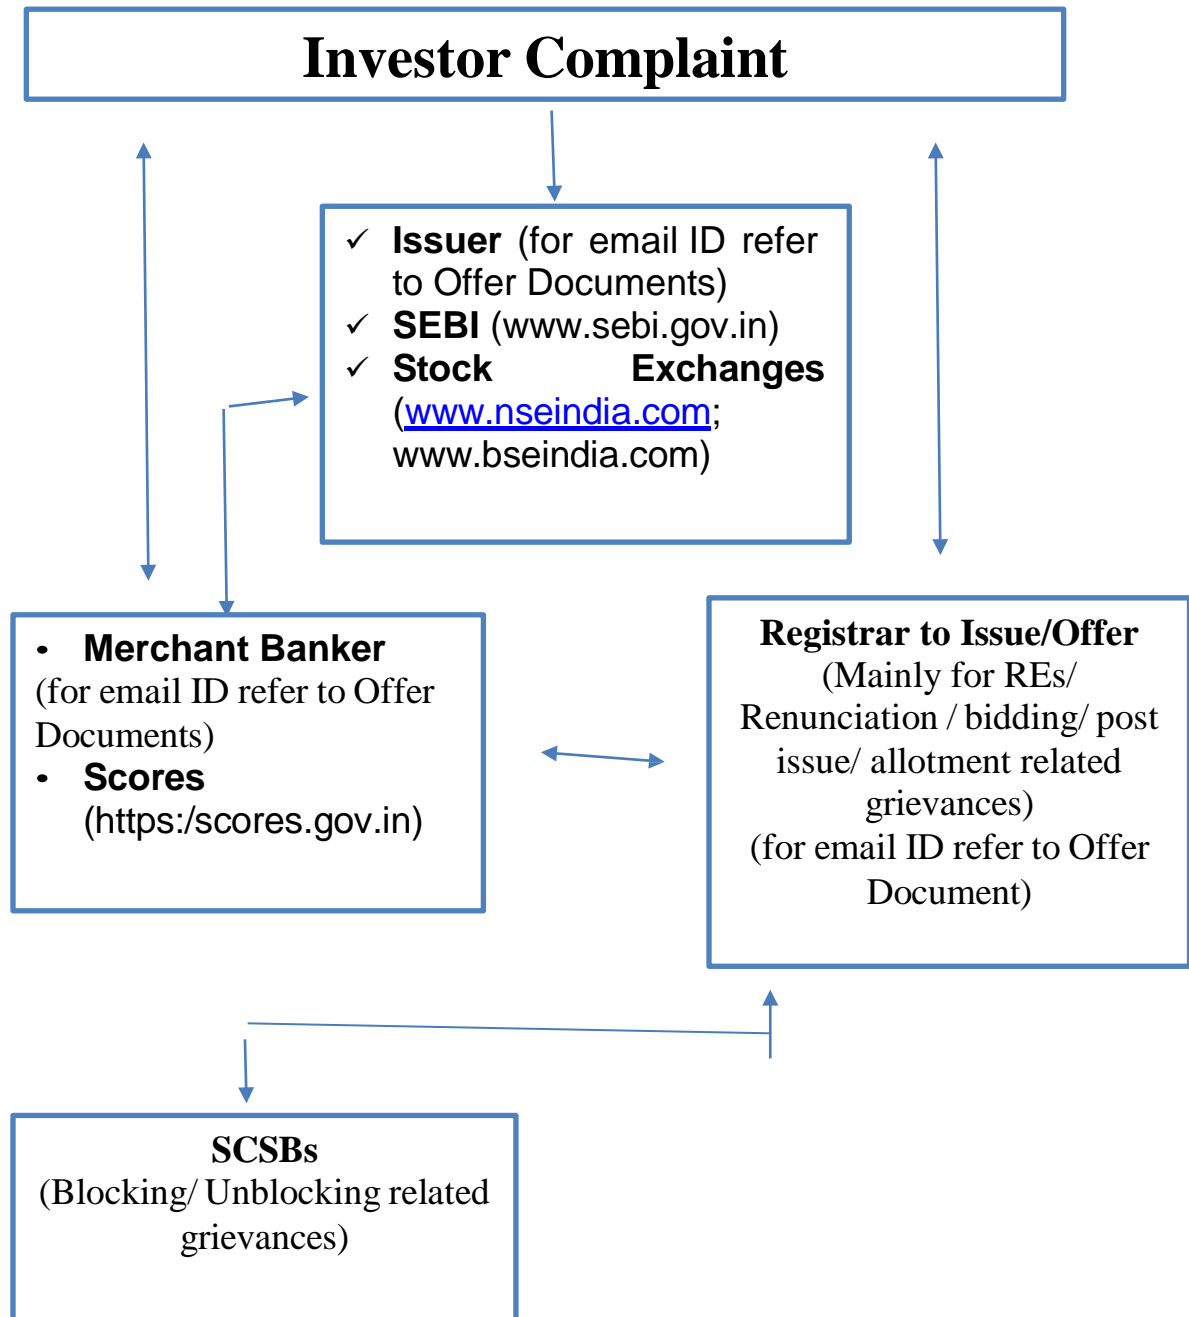 Investor Complaint
✓ Issuer (for email ID refer
to Offer Documents)
✓ SEBI (www.sebi.gov.in)
✓ Stock Exchanges
(www.nseindia.com;
www.bseindia.com)
• Merchant Banker
(for email ID refer to Offer
Documents)
• Scores
(https:/scores.gov.in)
Registrar to Issue/Offer
(Mainly for REs/
Renunciation / bidding/ post
issue/ allotment related
grievances)
(for email ID refer to Offer
Document)
SCSBs
(Blocking/ Unblocking related
grievances)